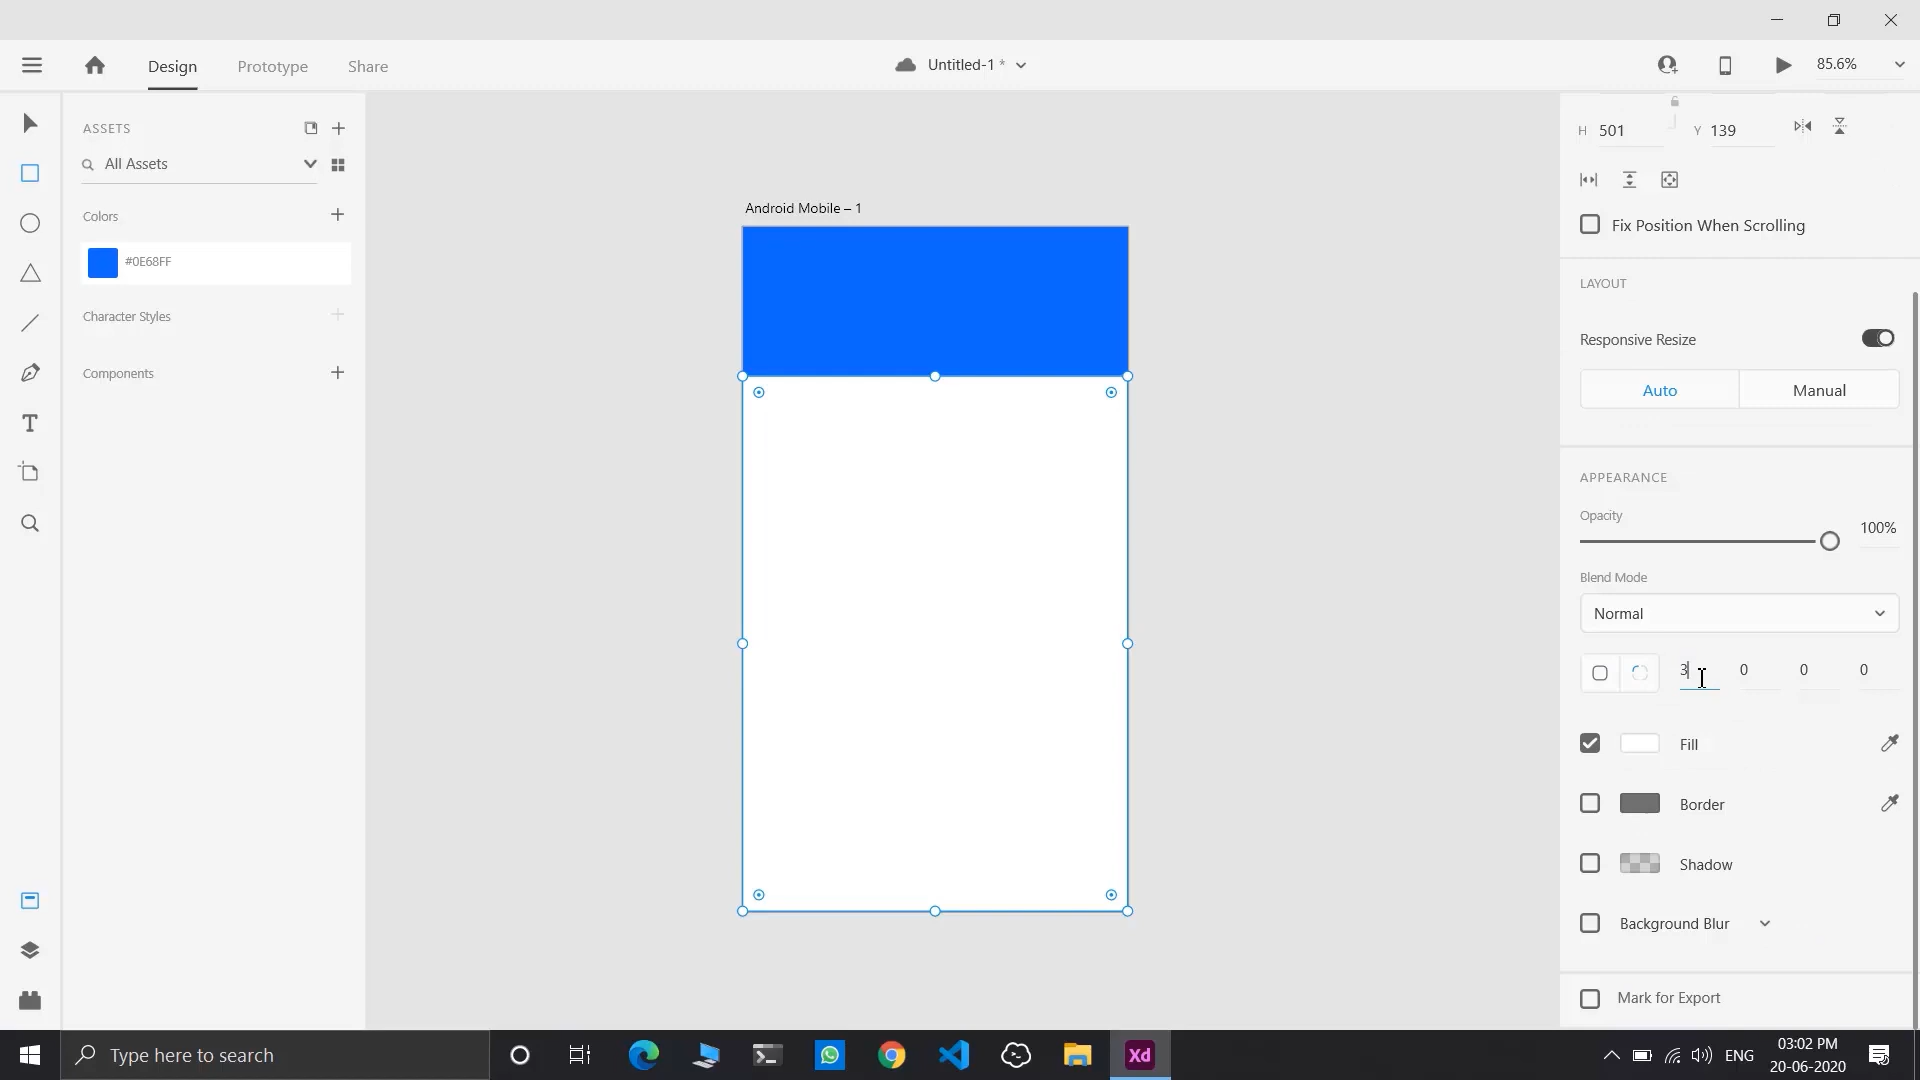 Design
Prototype
Share
Untitled-1 *
85.6%
ASSETS
All Assets
Colors
#0E68FF
Character Styles
Components
Android Mobile – 1
H 501
Y 139
Fix Position When Scrolling
LAYOUT
Responsive Resize
Auto
Manual
APPEARANCE
Opacity
100%
Blend Mode
Normal
3 0 0 0
Fill
Border
Shadow
Background Blur
Mark for Export
Type here to search
Xd
ENG
03:02 PM
20-06-2020